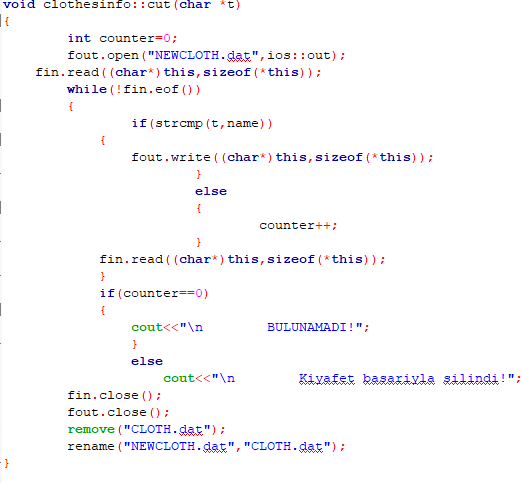 void clothesinfo::cut(char *t)
{
int counter=0;
fout.open("NEWCLOTH.dat",ios::out);
fin.read((char*)this,sizeof(*this));
while(!fin.eof())
{
if(strcmp(t,name))
{
fout.write((char*)this,sizeof(*this));
}
else
{
counter++;
}
fin.read((char*)this,sizeof(*this));
}
if(counter==0)
{
cout<<"\n        BULUNAMADI!";
}
else
cout<<"\n        Kiyafet basariyla silindi!";
fin.close();
fout.close();
remove("CLOTH.dat");
rename("NEWCLOTH.dat","CLOTH.dat");
}